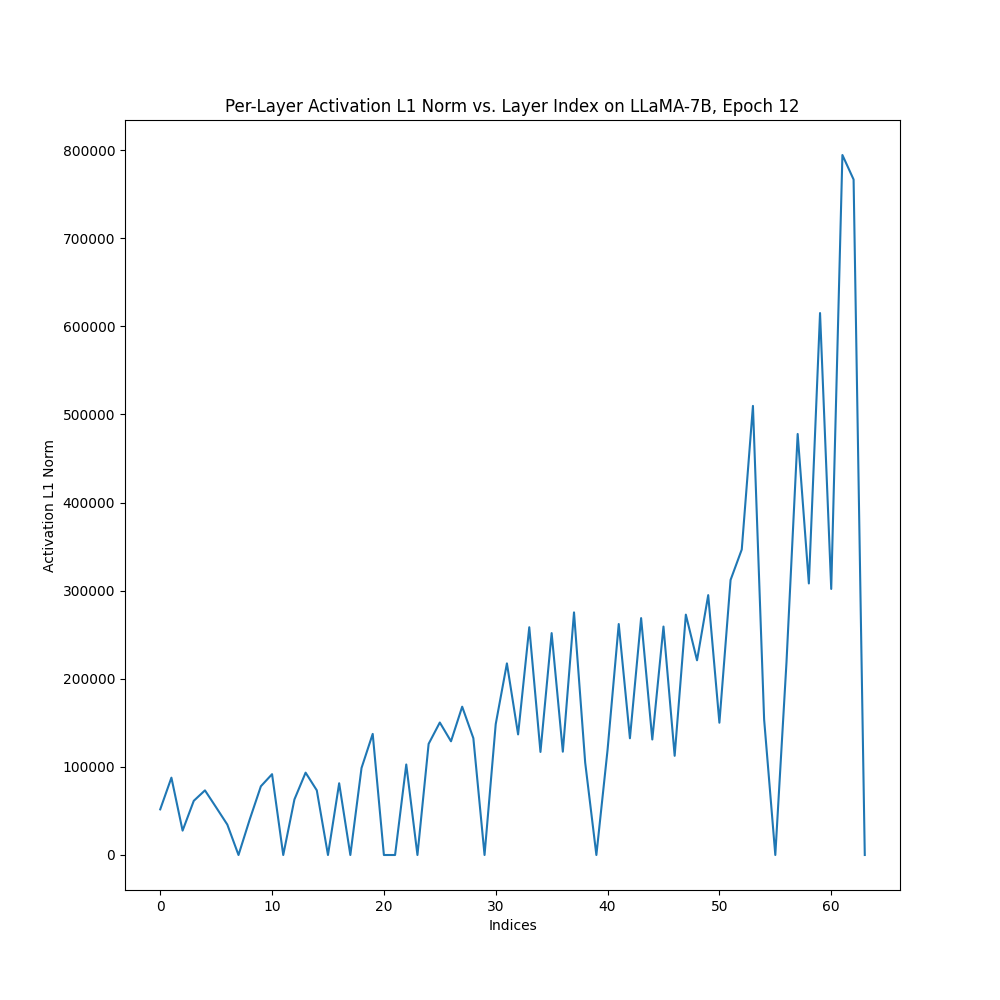 Per-Layer Activation L1 Norm vs. Layer Index on LLaMA-7B, Epoch 12
800000
700000
600000
500000
400000
300000
200000
100000
0
Activation L1 Norm
0 10 20 30 40 50 60
Indices